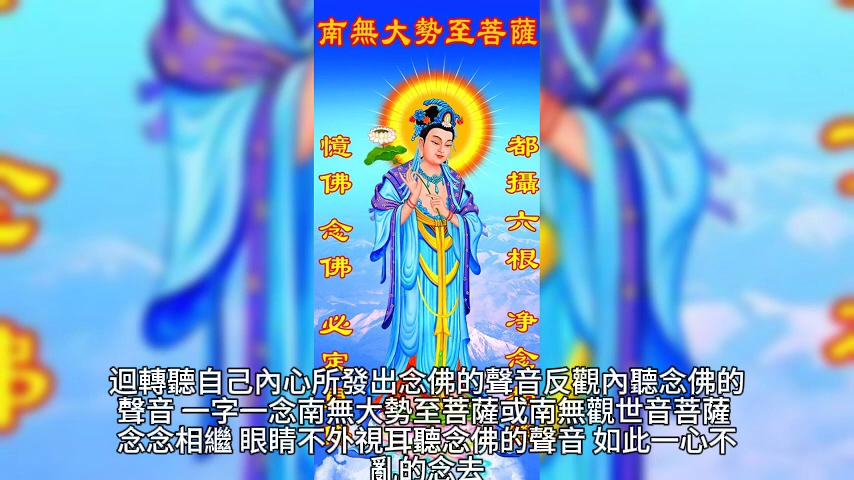 南無大勢至菩薩
都攝六根 净念
憶佛念佛 必定
迴轉聽自己內心所發出念佛的聲音反觀內聽念佛的
聲音 一字一念南無大勢至菩薩或南無觀世音菩薩
念念相繼 眼睛不外視耳聽念佛的聲音 如此一心不
亂的念去